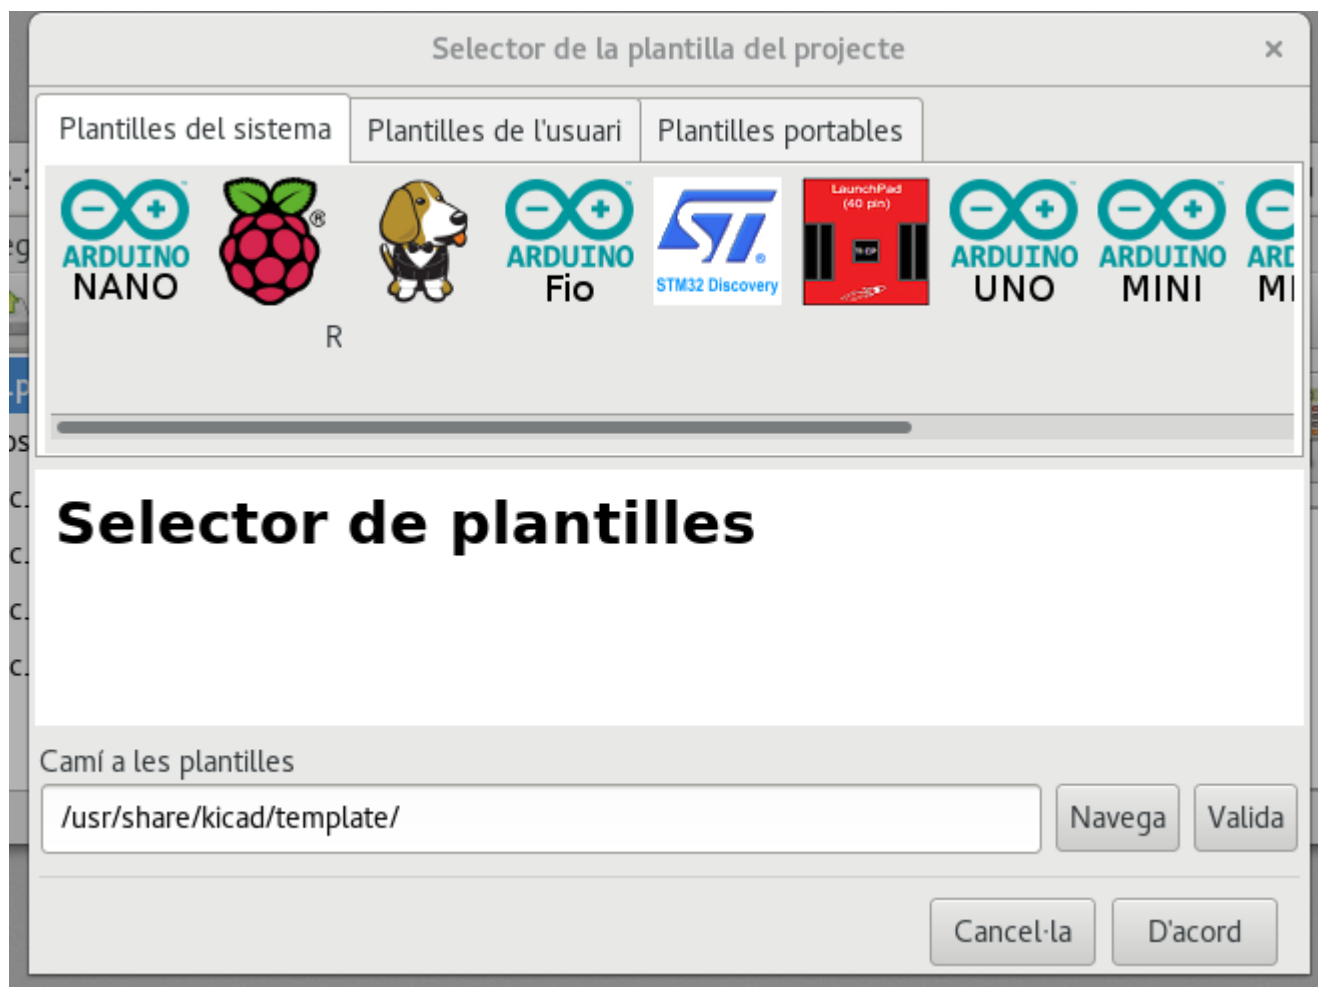 Selector de la plantilla del projecte
Plantilles del sistema
Plantilles de l'usuari
Plantilles portables
ARDUINO
NANO
®
ARDUINO
Fio
STM32 Discovery
LaunchPad
(40 pin)
ARDUINO
UNO
ARDUINO
MINI
R
Selector de plantilles
Camí a les plantilles
/usr/share/kicad/template/
Navega
Valida
Cancel·la
D'acord